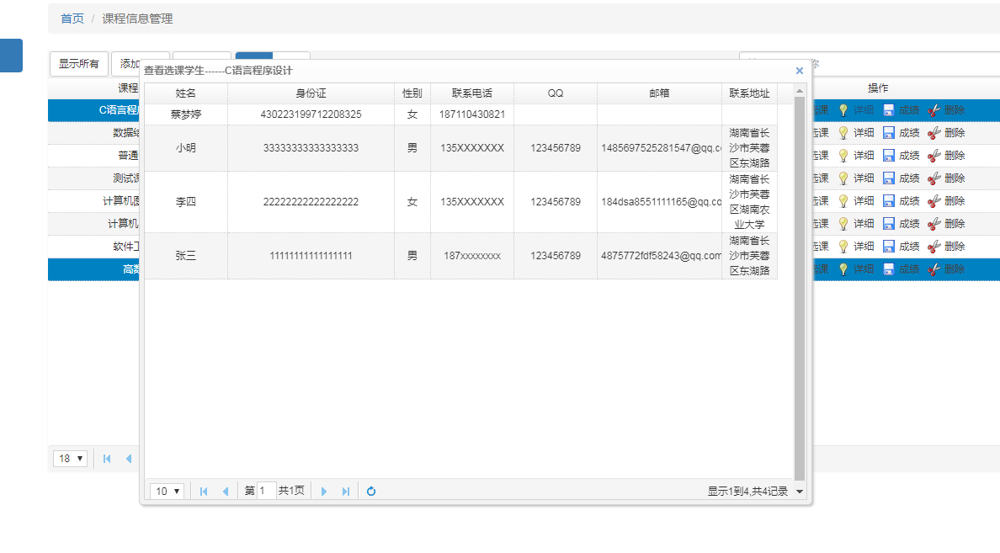 首页 / 课程信息管理
显示所有 添加
查看选课学生------C语言程序设计
课程 操作
姓名 身份证 性别 联系电话 QQ 邮箱 联系地址
蔡梦婷 430223199712208325 女 187110430821
小明 33333333333333333 男 135XXXXXXX 123456789 1485697525281547@qq.co 湖南省长
沙市芙蓉
区东湖路
李四 22222222222222222 女 135XXXXXXX 123456789 184dsa8551111165@qq.co 湖南省长
沙市芙蓉
区湖南农
业大学
张三 11111111111111111 男 187xxxxxxxx 123456789 4875772fdf58243@qq.com 湖南省长
沙市芙蓉
区东湖路
C语言程 选课 详细 成绩 删除
数据结 选课 详细 成绩 删除
普通 选课 详细 成绩 删除
测试课 选课 详细 成绩 删除
计算机图 选课 详细 成绩 删除
计算机 选课 详细 成绩 删除
软件工 选课 详细 成绩 删除
高数 选课 详细 成绩 删除
18
10 第 1 共1页 显示1到4,共4记录